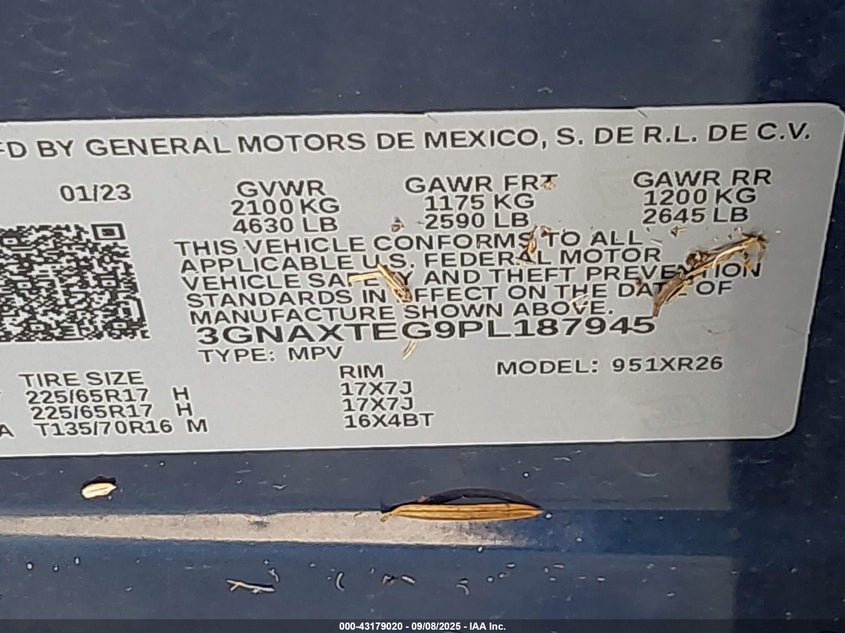 FD BY GENERAL MOTORS DE MEXICO, S. DE R.L. DE C.V.
01/23
GVWR
2100 KG
4630 LB
GAWR FRT
1175 KG
2590 LB
GAWR RR
1200 KG
2645 LB
THIS VEHICLE CONFORMS TO ALL
APPLICABLE U.S. FEDERAL MOTOR
VEHICLE SAFETY AND THEFT PREVENTION
STANDARDS IN EFFECT ON THE DATE OF
MANUFACTURE SHOWN ABOVE.
3GNAXTEG9PL187945
TYPE: MPV
MODEL: 951XR26
TIRE SIZE
RIM
225/65R17 H
17X7J
225/65R17 H
17X7J
A T135/70R16 M
16X4BT
000-43179020 - 09/08/2025 - IAA Inc.